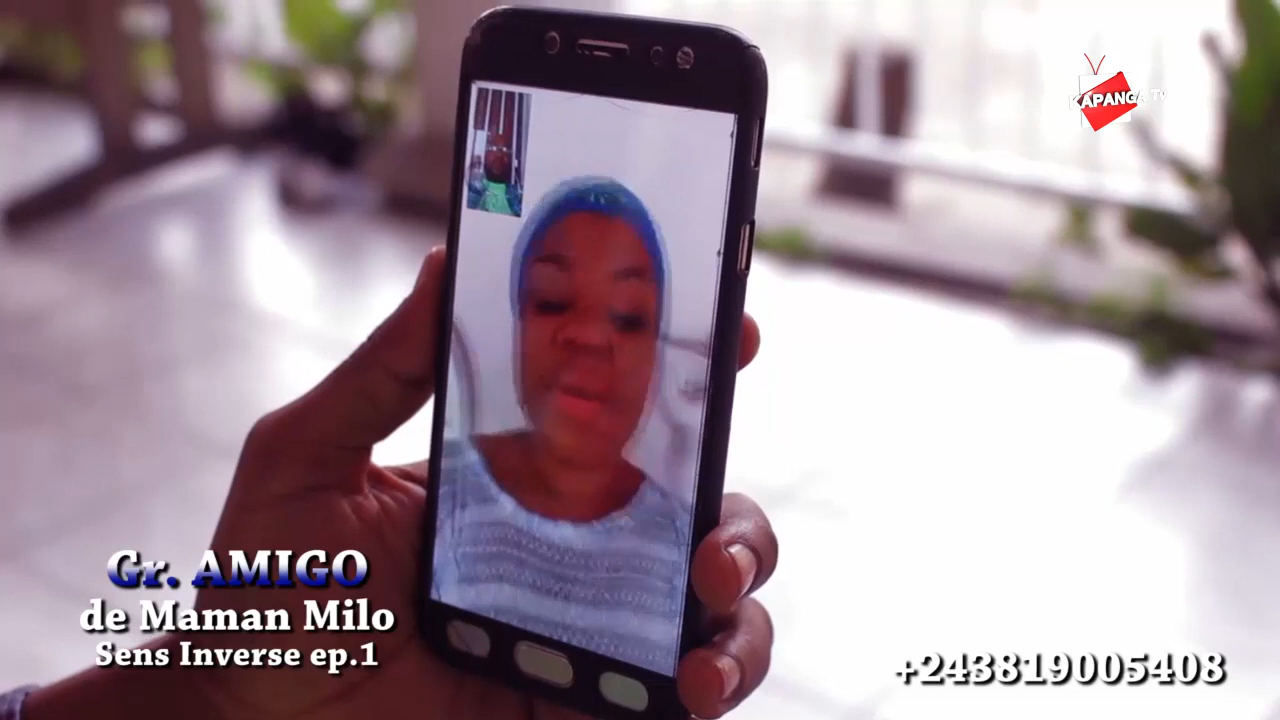 KAPANGA TV
Gr. AMIGO
de Maman Milo
Sens Inverse ep.1
+243819005408